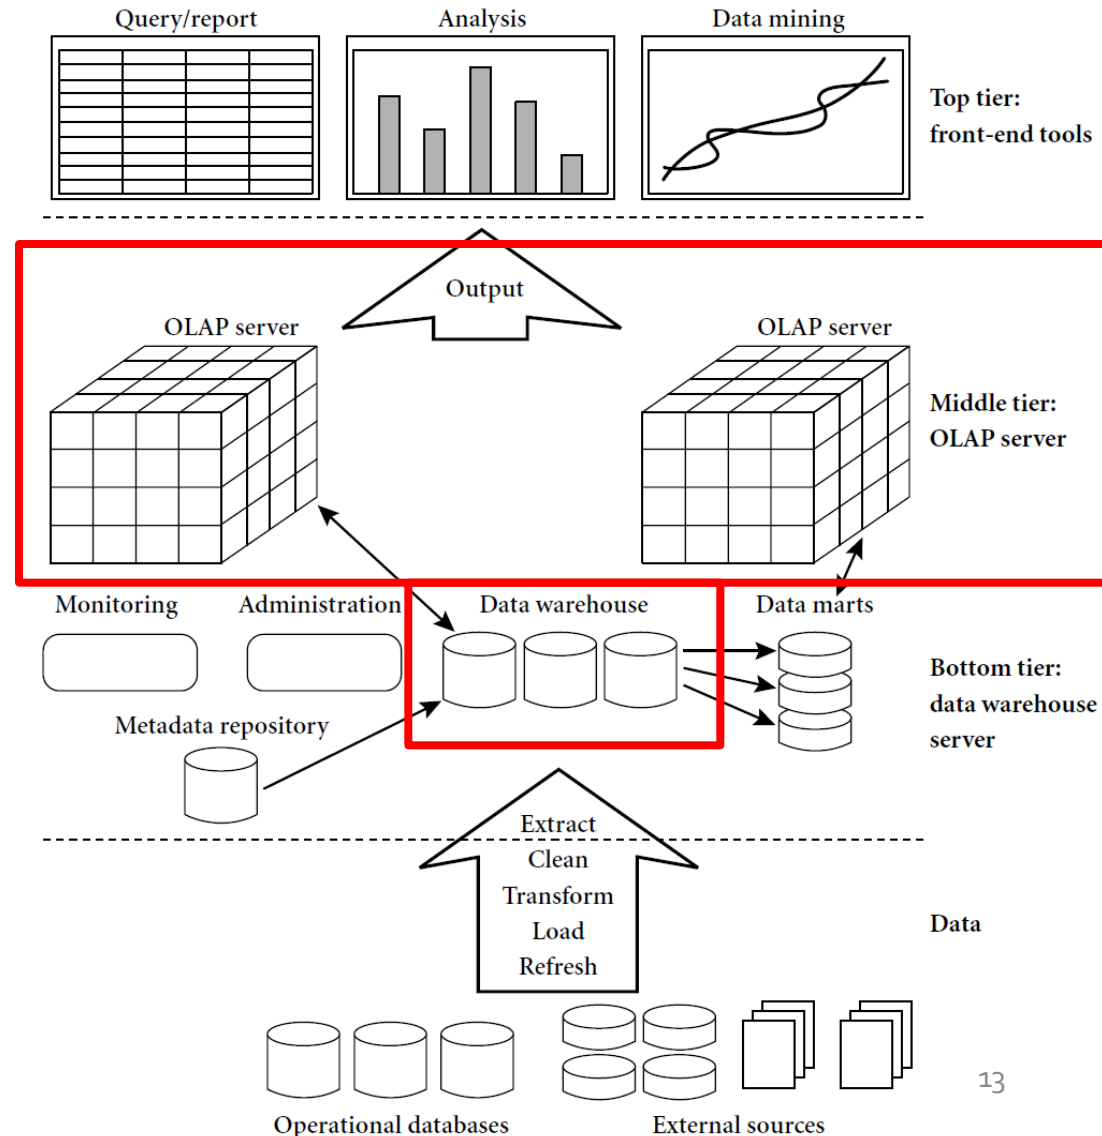 Query/report
Analysis
Data mining
Top tier:
front-end tools
Output
OLAP server
OLAP server
Middle tier:
OLAP server
Monitoring
Administration
Data warehouse
Data marts
Bottom tier:
data warehouse
server
Metadata repository
Extract
Clean
Transform
Load
Refresh
Data
13
Operational databases
External sources